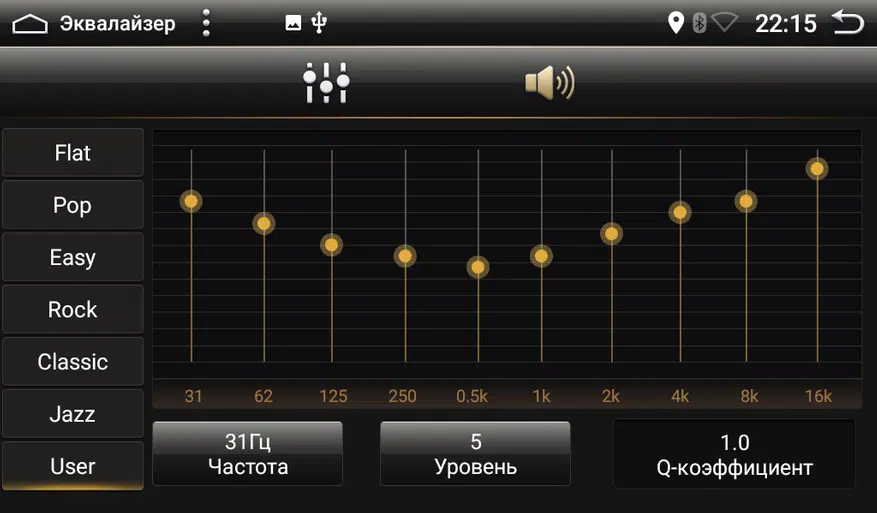 Эквалайзер
22:15
Flat
Pop
Easy
Rock
Classic
Jazz
User
31 62 125 250 0.5k 1k 2k 4k 8k 16k
31Гц
Частота
5
Уровень
1.0
Q-коэффициент